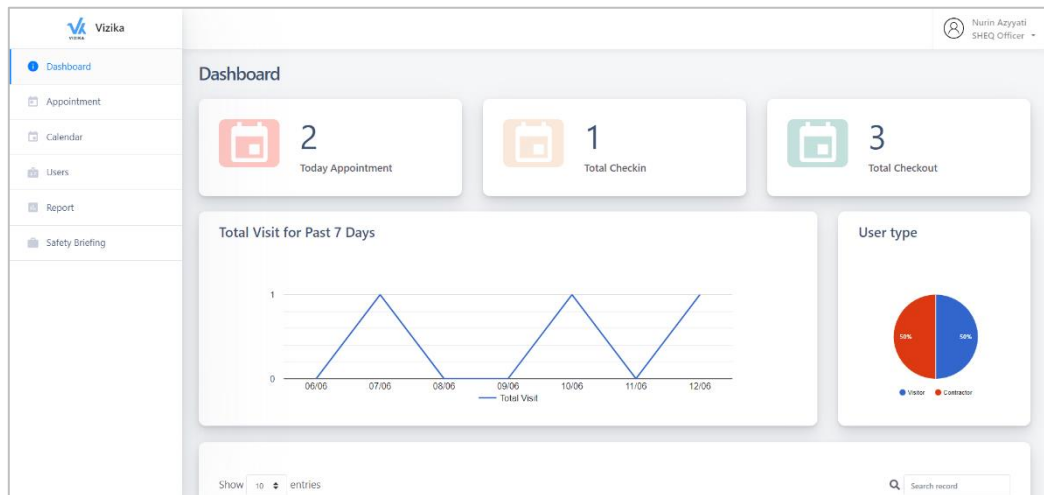 Vizika
VIZIKA
Nurin Azyyati
SHEQ Officer
Dashboard
Appointment
Calendar
Users
Report
Safety Briefing
Dashboard
2
Today Appointment
1
Total Checkin
3
Total Checkout
Total Visit for Past 7 Days
1
0
06/06 07/06 08/06 09/06 10/06 11/06 12/06
Total Visit
User type
50% 50%
Visitor Contractor
Show 10 entries
Search record